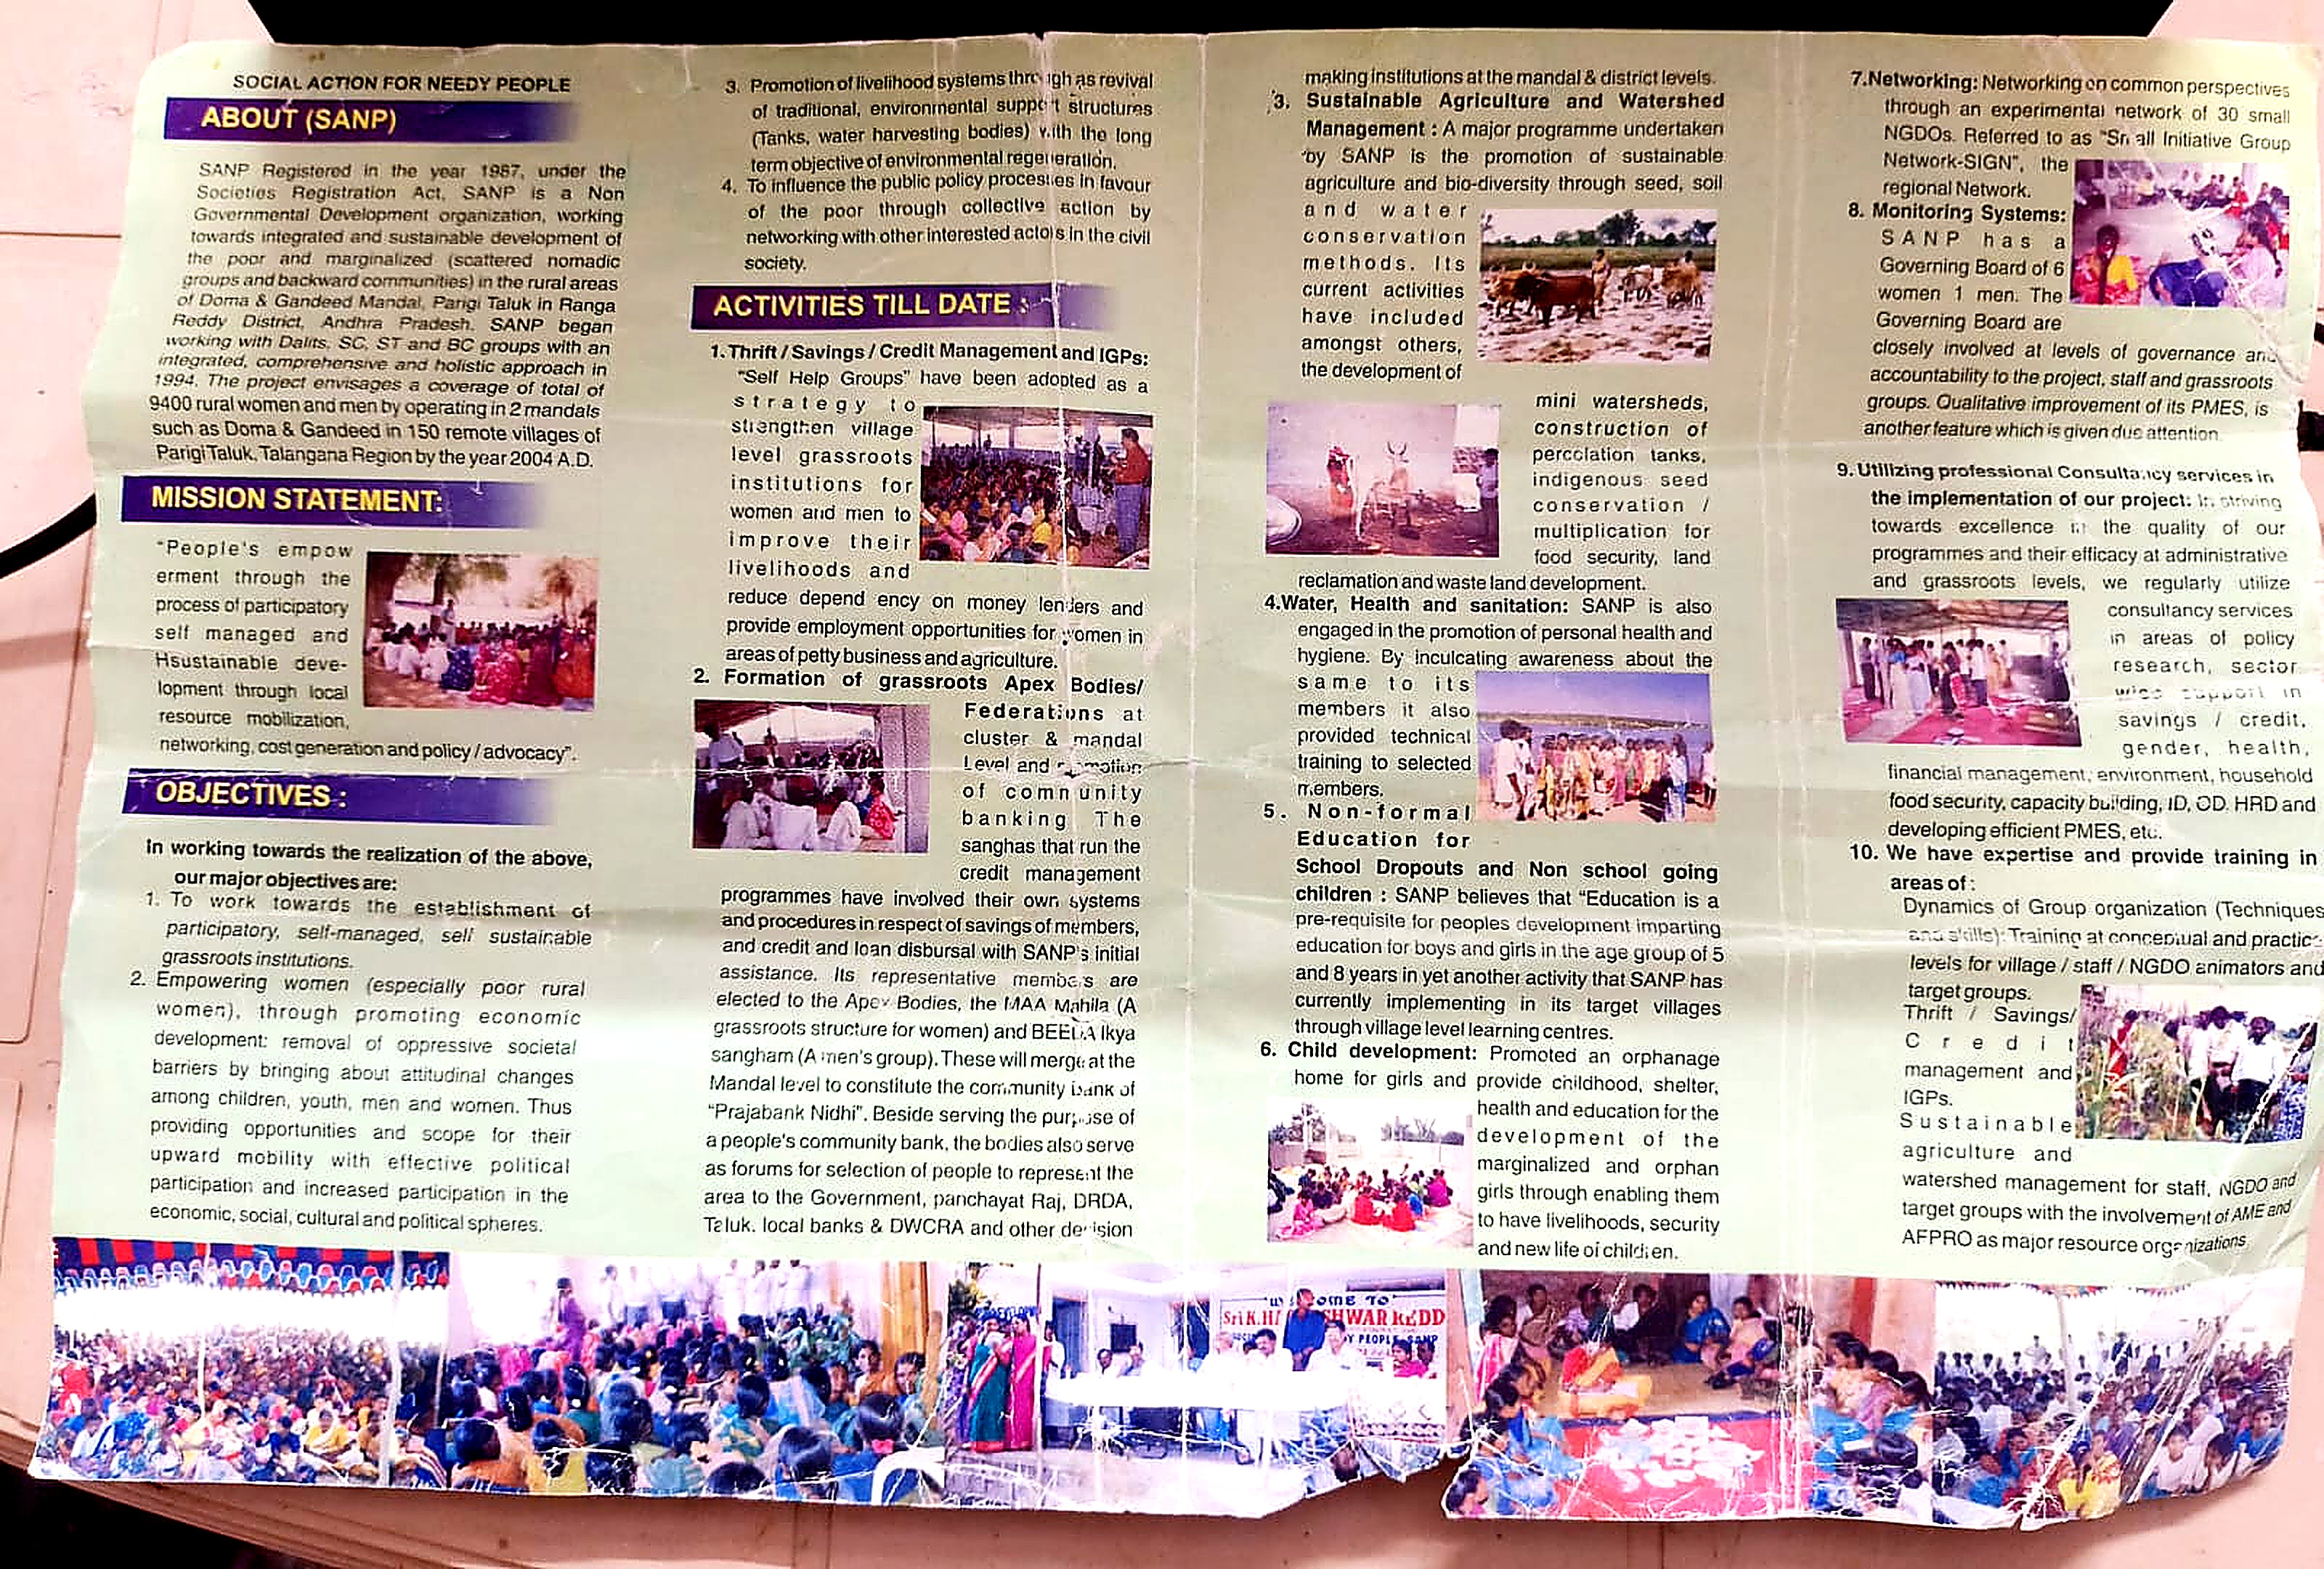 SOCIAL ACTION FOR NEEDY PEOPLE
ABOUT (SANP)
SANP Registered in the year 1987, under the
Societies Registration Act, SANP is a Non
Governmental Development organization, working
towards integrated and sustainable development of
the poor and marginalized (scattered nomadic
groups and backward communities) in the rural areas
of Doma & Gandeed Mandal, Parigi Taluk in Ranga
Reddy District, Andhra Pradesh. SANP began
working with Dalits, SC, ST and BC groups with an
integrated, comprehensive and holistic approach in
1994. The project envisages a coverage of total of
9400 rural women and men by operating in 2 mandals
such as Doma & Gandeed in 150 remote villages of
Parigi Taluk, Talangana Region by the year 2004 A.D.
MISSION STATEMENT:
"People's empow
erment through the
process of participatory
self managed and
Hsustainable deve-
lopment through local
resource mobilization,
networking, cost generation and policy / advocacy".
OBJECTIVES :
In working towards the realization of the above,
our major objectives are:
1. To work towards the establishment of
participatory, self-managed, self sustainable
grassroots institutions.
2. Empowering women (especially poor rural
women), through promoting economic
development: removal of oppressive societal
barriers by bringing about attitudinal changes
among children, youth, men and women. Thus
providing opportunities and scope for their
upward mobility with effective political
participation and increased participation in the
economic, social, cultural and political spheres.
3. Promotion of livelihood systems through as revival
of traditional, environmental support structures
(Tanks, water harvesting bodies) with the long
term objective of environmental regeneration.
4. To influence the public policy processes in favour
of the poor through collective action by
networking with other interested actors in the civil
society.
ACTIVITIES TILL DATE :
1. Thrift / Savings / Credit Management and IGPs:
"Self Help Groups" have been adopted as a
strategy to
strengthen village
level grassroots
institutions for
women and men to
improve their
livelihoods and
reduce depend ency on money lenders and
provide employment opportunities for women in
areas of petty business and agriculture.
2. Formation of grassroots Apex Bodies/
Federations at
cluster & mandal
Level and promotion
of community
banking The
sanghas that run the
credit management
programmes have involved their own systems
and procedures in respect of savings of members,
and credit and loan disbursal with SANP's initial
assistance. Its representative members are
elected to the Apex Bodies, the MAA Mahila (A
grassroots structure for women) and BEEDA Ikya
sangham (A men's group). These will merge at the
Mandal level to constitute the community bank of
"Prajabank Nidhi". Beside serving the purpose of
a people's community bank, the bodies also serve
as forums for selection of people to represent the
area to the Government, panchayat Raj, DRDA,
Taluk, local banks & DWCRA and other decision
making institutions at the mandal & district levels.
3. Sustainable Agriculture and Watershed
Management : A major programme undertaken
by SANP is the promotion of sustainable
agriculture and bio-diversity through seed, soil
and water
conservation
methods. Its
current activities
have included
amongst others,
the development of
mini watersheds,
construction of
percolation tanks,
indigenous seed
conservation /
multiplication for
food security, land
reclamation and waste land development.
4.Water, Health and sanitation: SANP is also
engaged in the promotion of personal health and
hygiene. By inculcating awareness about the
same to its
members it also
provided technical
training to selected
members.
5. Non-formal
Education for
School Dropouts and Non school going
children : SANP believes that "Education is a
pre-requisite for peoples development imparting
education for boys and girls in the age group of 5
and 8 years in yet another activity that SANP has
currently implementing in its target villages
through village level learning centres.
6. Child development: Promoted an orphanage
home for girls and provide childhood, shelter,
health and education for the
development of the
marginalized and orphan
girls through enabling them
to have livelihoods, security
and new life of children.
7.Networking: Networking on common perspectives
through an experimental network of 30 small
NGDOs. Referred to as "Small Initiative Group
Network-SIGN", the
regional Network.
8. Monitoring Systems:
SANP has a
Governing Board of 6
women 1 men. The
Governing Board are
closely involved at levels of governance and
accountability to the project, staff and grassroots
groups. Qualitative improvement of its PMES, is
another feature which is given due attention.
9. Utilizing professional Consultancy services in
the implementation of our project: In striving
towards excellence in the quality of our
programmes and their efficacy at administrative
and grassroots levels, we regularly utilize
consultancy services
in areas of policy
research, sector
wise support in
savings / credit,
gender, health,
financial management, environment, household
food security, capacity building, ID, OD, HRD and
developing efficient PMES, etc.
10. We have expertise and provide training in
areas of :
Dynamics of Group organization (Techniques
and skills): Training at conceptual and practice
levels for village / staff / NGDO animators and
target groups.
Thrift / Savings/
Credit
management and
IGPs.
Sustainable
agriculture and
watershed management for staff, NGDO and
target groups with the involvement of AME and
AFPRO as major resource organizations
TO
Sri K.H
SHWAR REDD
PEOPLE SANP